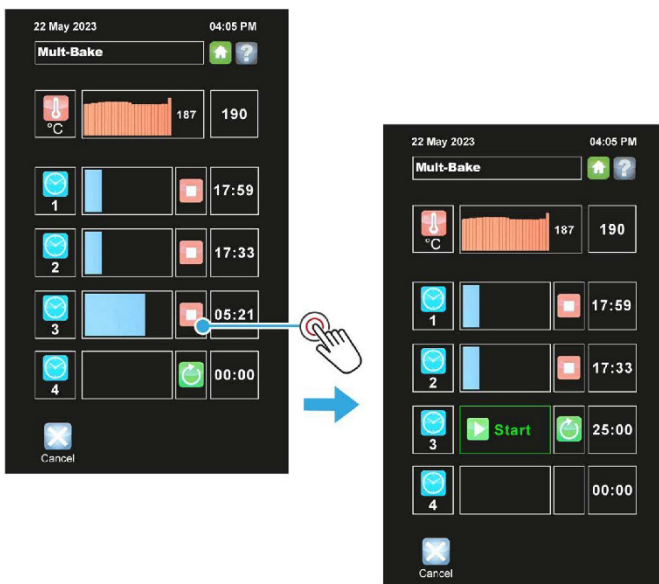 22 May 2023 04:05 PM
Mult-Bake ?
°C 187 190
1 17:59
2 17:33
3 05:21
4 00:00
Cancel
22 May 2023 04:05 PM
Mult-Bake ?
°C 187 190
1 17:59
2 17:33
3 Start 25:00
4 00:00
Cancel